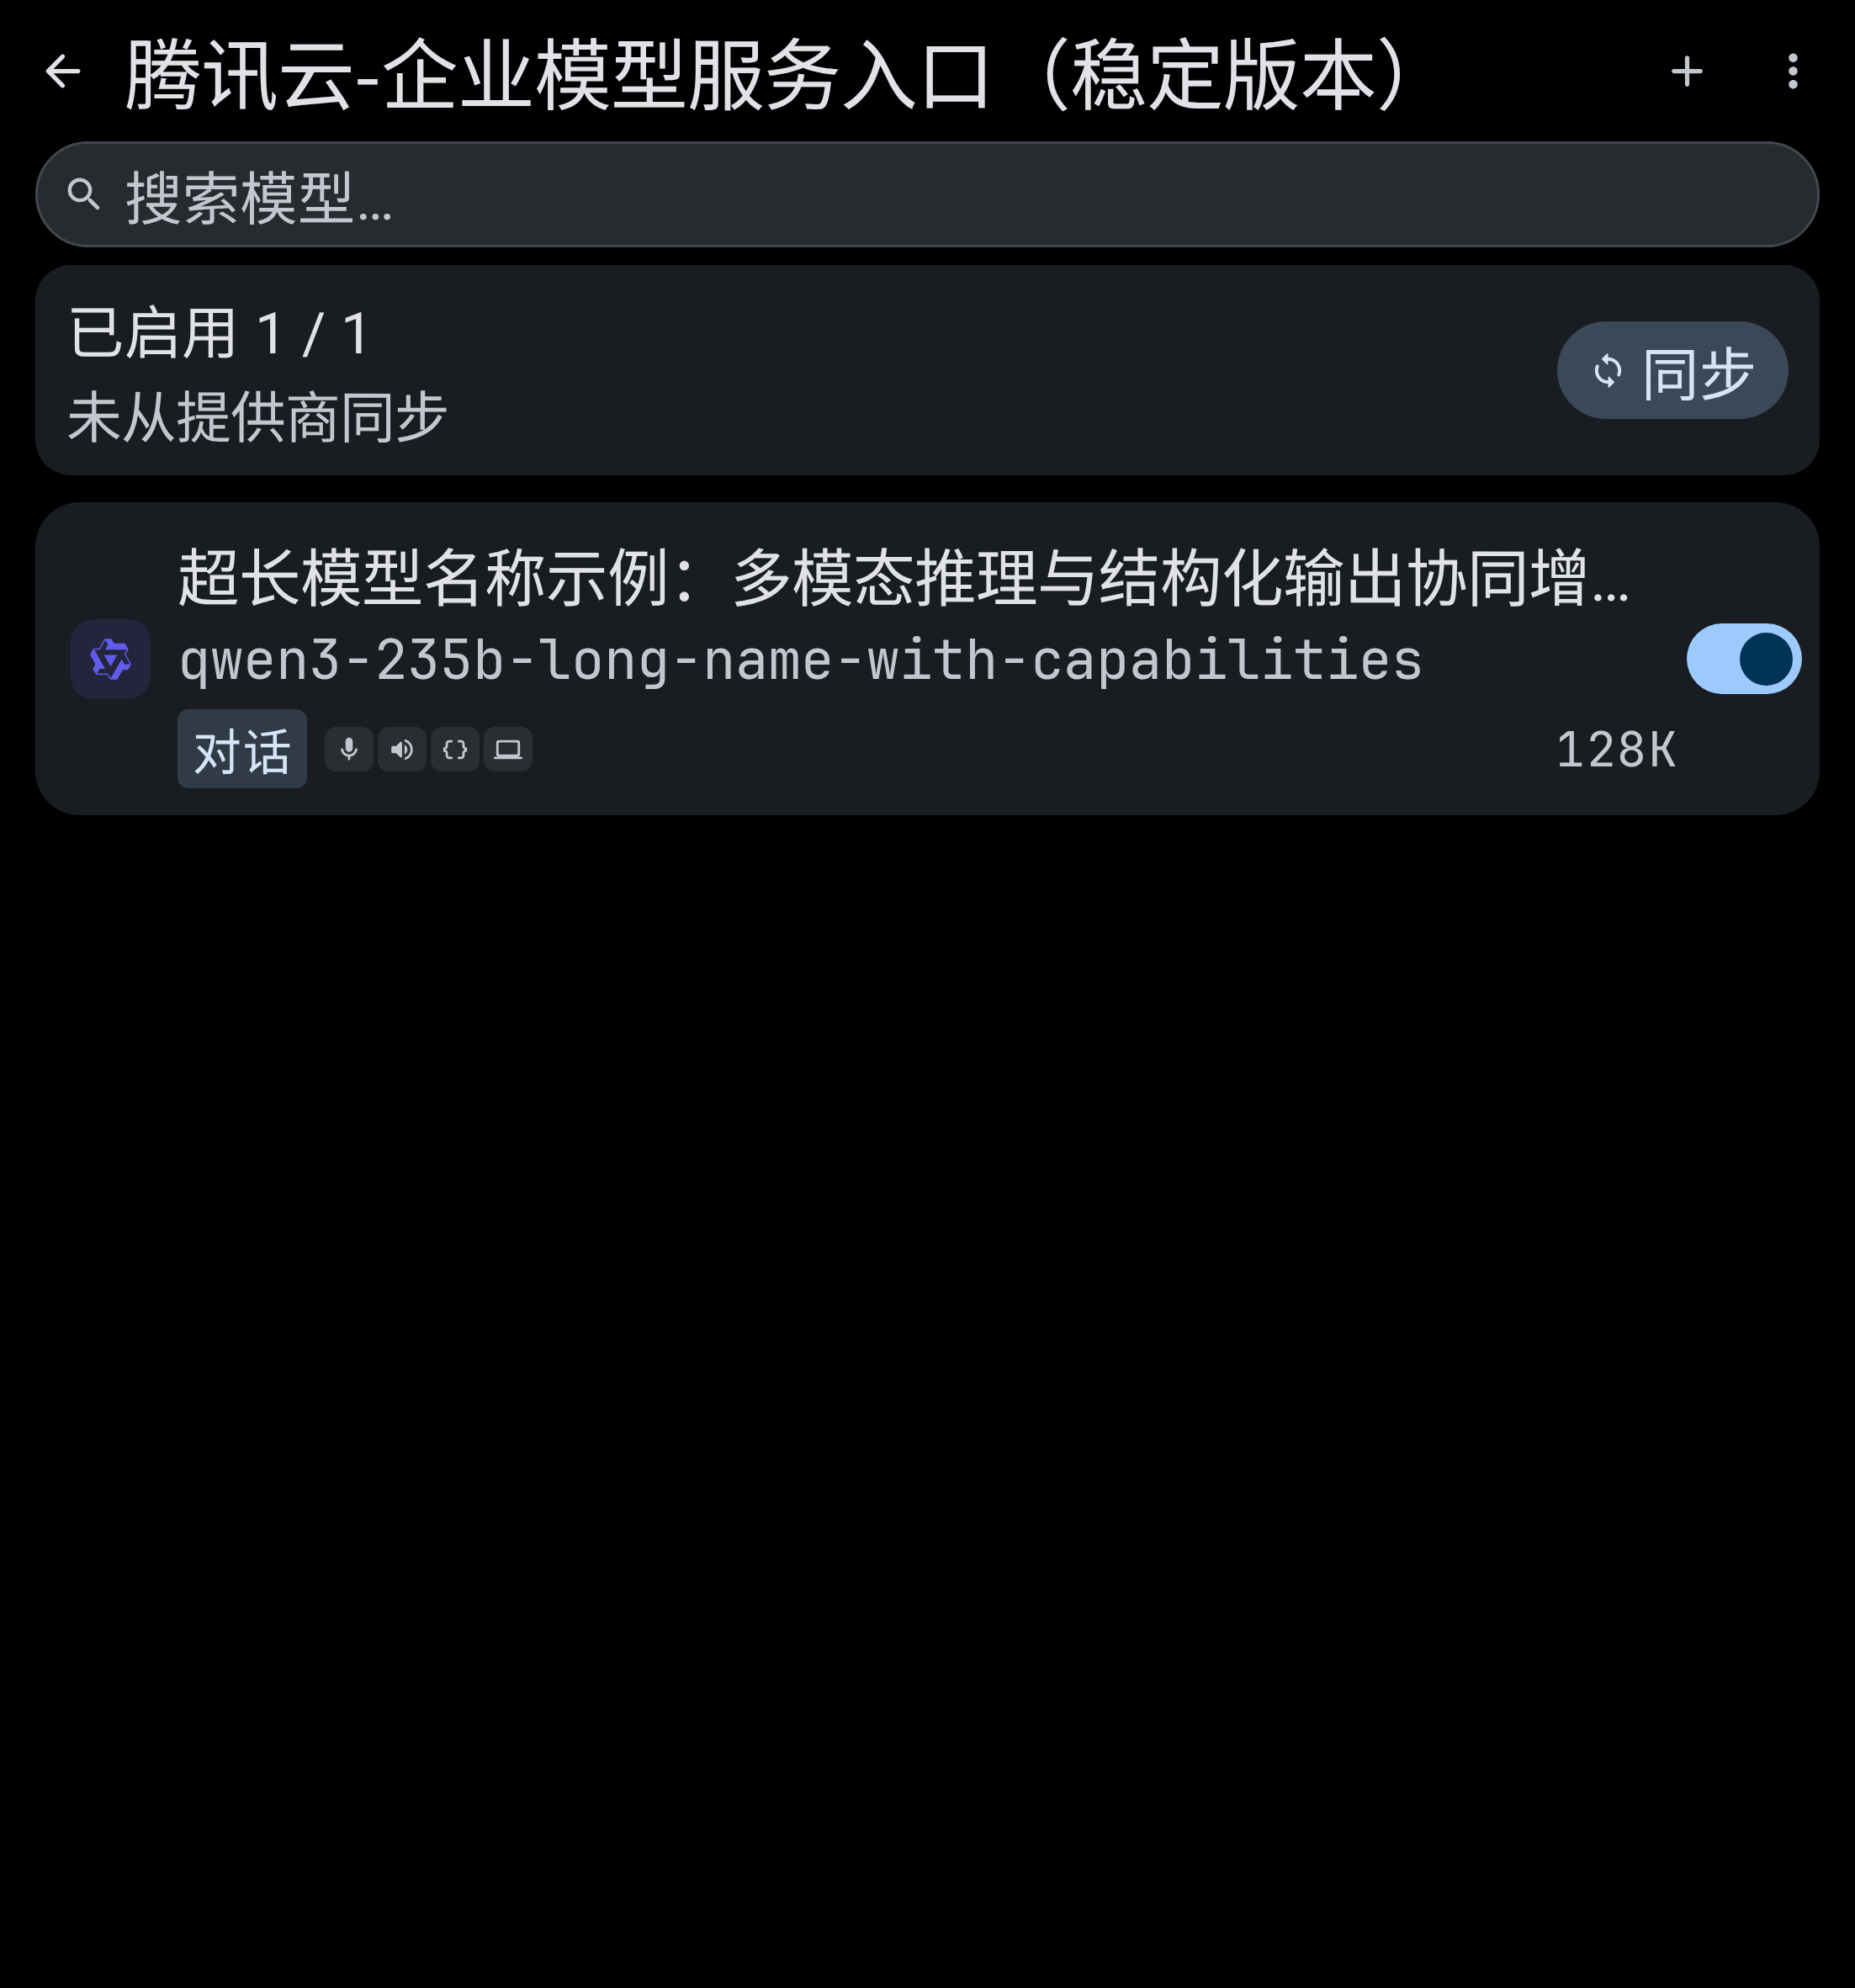 腾讯云-企业模型服务入口（稳定版本）
搜索模型...
已启用 1 / 1
未从提供商同步
同步
超长模型名称示例：多模态推理与结构化输出协同增...
qwen3-235b-long-name-with-capabilities
对话
128K